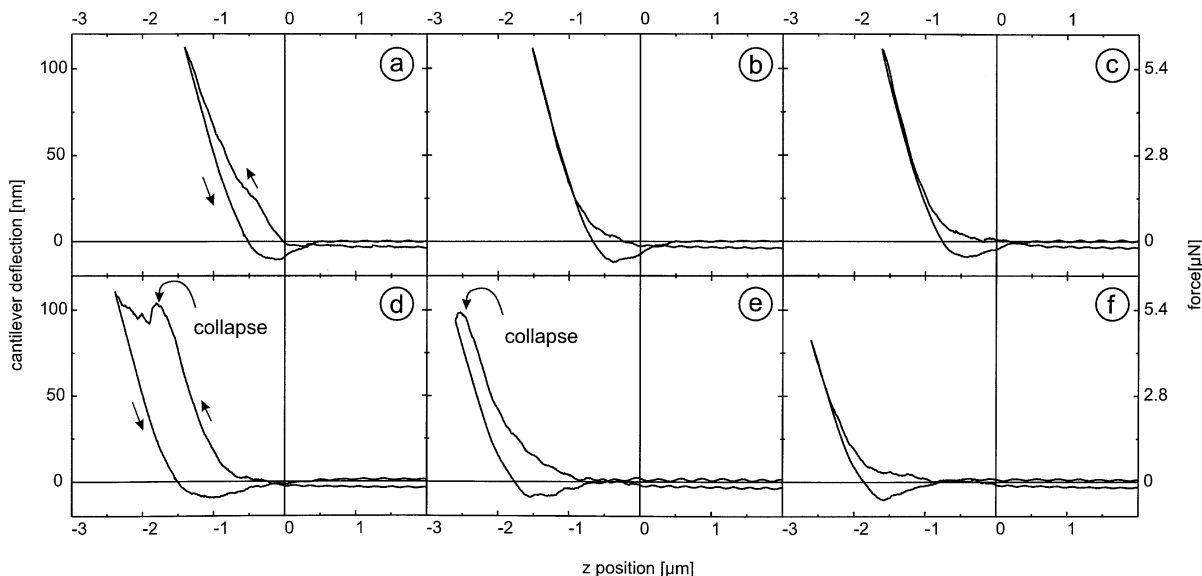 -3 -2 -1 0 1 -3 -2 -1 0 1 -3 -2 -1 0 1
100 a b c 5.4
50 2.8
0 0
cantilever deflection [nm]
force[µN]
100 collapse d collapse e f 5.4
50 2.8
0 0
-3 -2 -1 0 1 -3 -2 -1 0 1 -3 -2 -1 0 1
z position [µm]